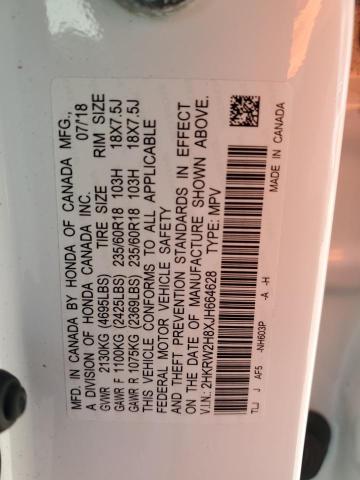 MFD. IN CANADA BY HONDA OF CANADA MFG.,
A DIVISION OF HONDA CANADA INC. 07/18
GVWR 2130KG (4695LBS) TIRE SIZE RIM SIZE
GAWR F 1100KG (2425LBS) 235/60R18 103H 18X7.5J
GAWR R 1075KG (2369LBS) 235/60R18 103H 18X7.5J
THIS VEHICLE CONFORMS TO ALL APPLICABLE
FEDERAL MOTOR VEHICLE SAFETY
AND THEFT PREVENTION STANDARDS IN EFFECT
ON THE DATE OF MANUFACTURE SHOWN ABOVE.
V.I.N.: 2HKRW2H8XJH664628 TYPE: MPV
TLJ J AF5 -NH603P -A -H MADE IN CANADA